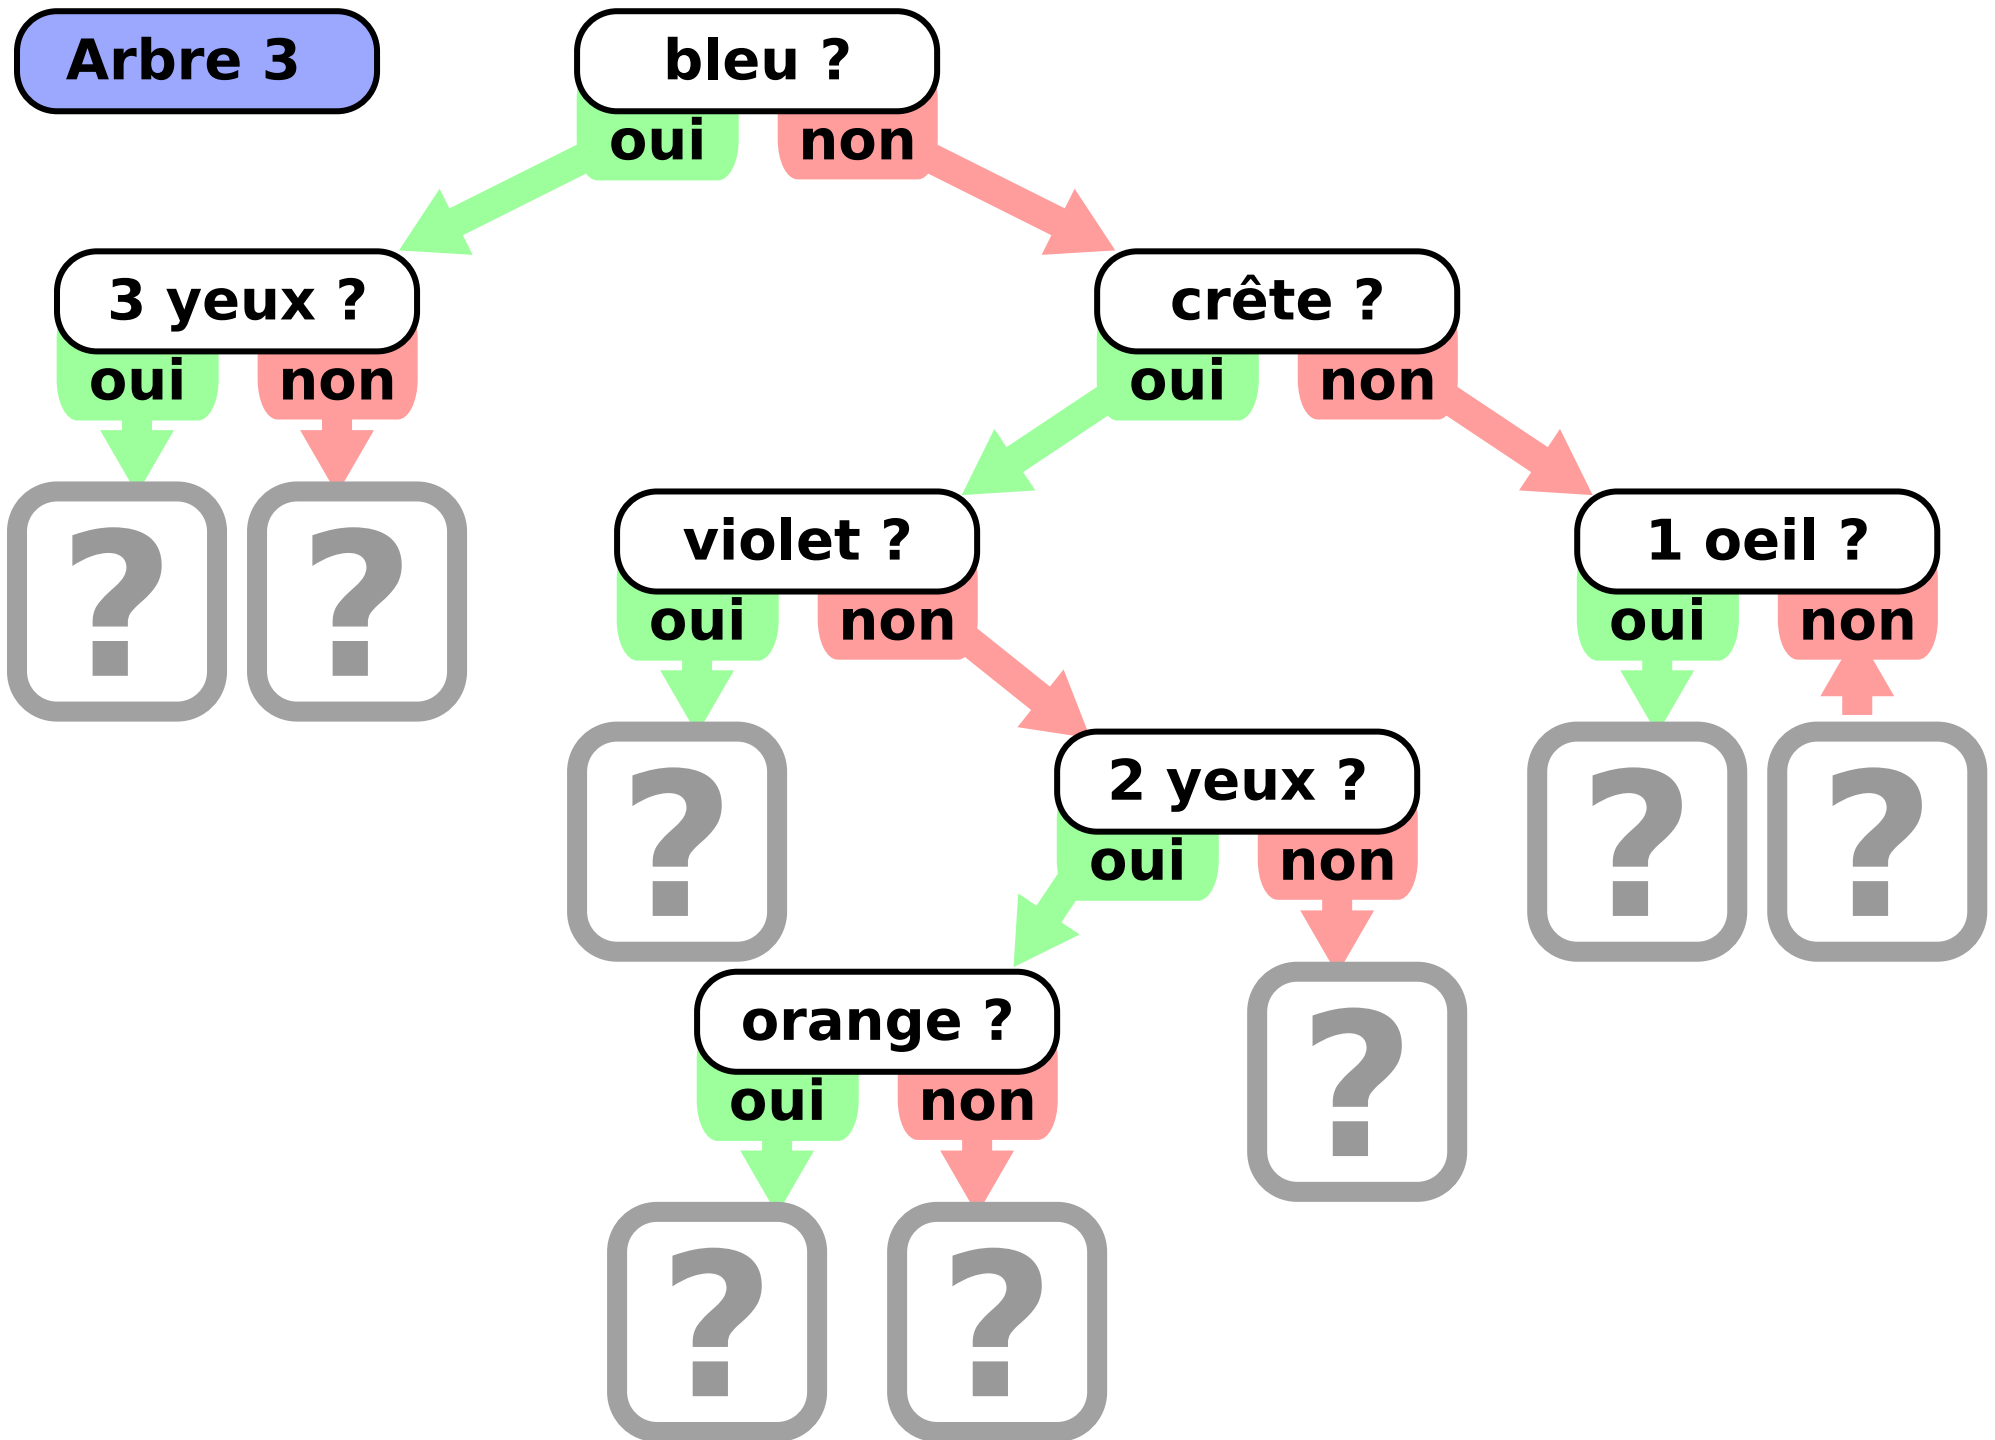 Arbre 3
bleu ?
oui non
3 yeux ?
crête ?
oui non
oui non
violet ?
1 oeil ?
? ?
oui non
oui non
2 yeux ?
?
? ?
oui non
orange ?
oui non
?
? ?